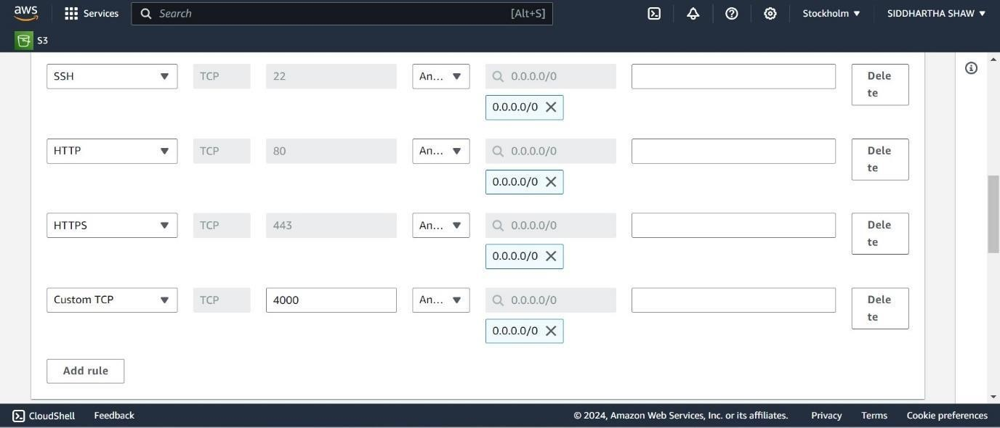 aws
Services
Search
[Alt+S]
Stockholm
SIDDHARTHA SHAW
S3
SSH
TCP
22
An...
0.0.0.0/0
Dele
te
0.0.0.0/0
HTTP
TCP
80
An...
0.0.0.0/0
Dele
te
0.0.0.0/0
HTTPS
TCP
443
An...
0.0.0.0/0
Dele
te
0.0.0.0/0
Custom TCP
TCP
4000
An...
0.0.0.0/0
Dele
te
0.0.0.0/0
Add rule
CloudShell
Feedback
© 2024, Amazon Web Services, Inc. or its affiliates.
Privacy
Terms
Cookie preferences